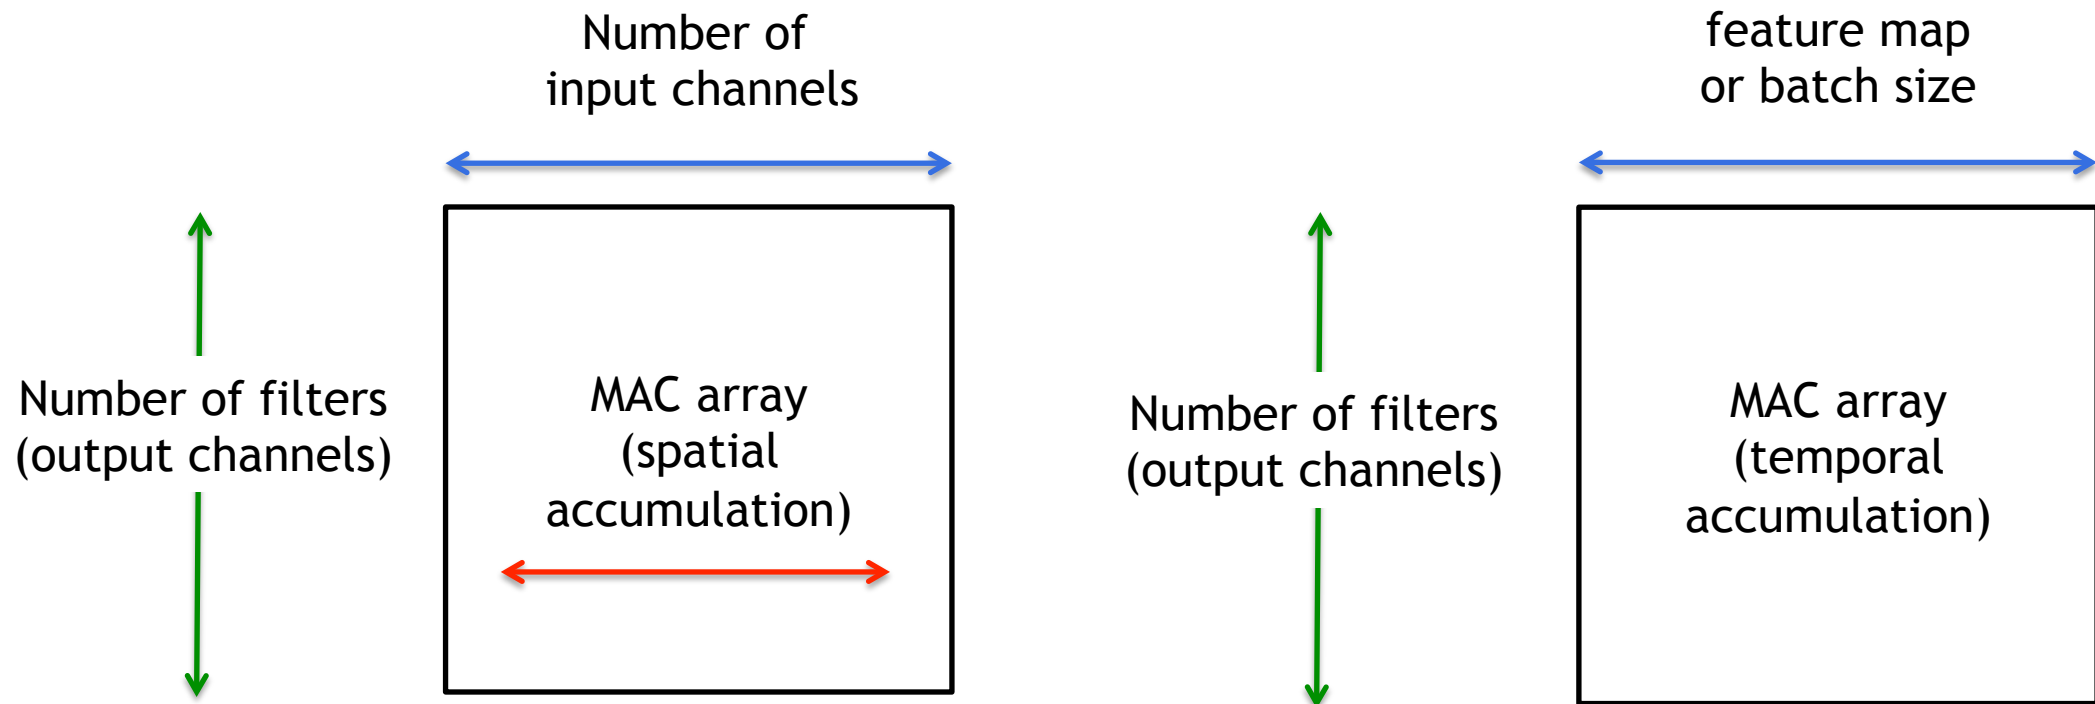 Number of
input channels
Number of filters
(output channels)
MAC array
(spatial
accumulation)
feature map
or batch size
Number of filters
(output channels)
MAC array
(temporal
accumulation)